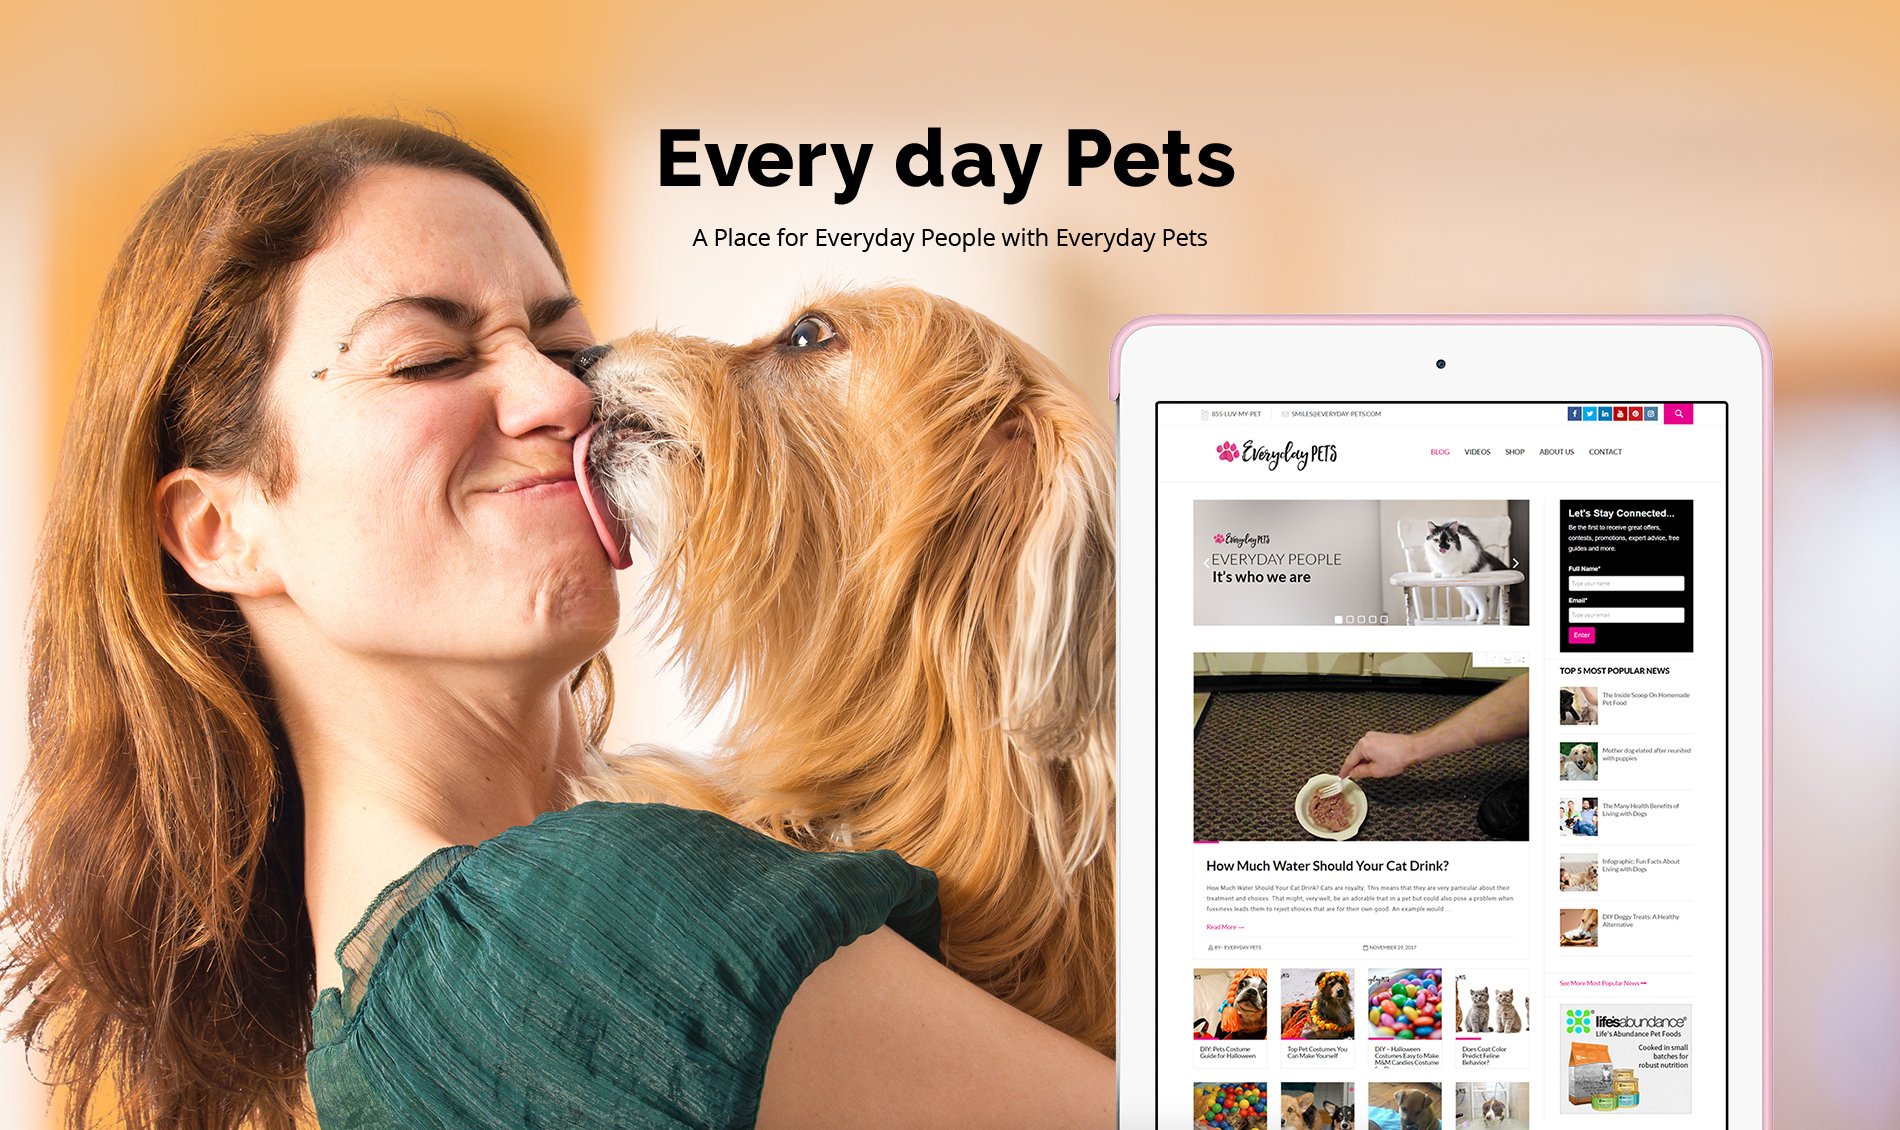 Every day Pets
A Place for Everyday People with Everyday Pets
855-LUV-MY-PET
SMILES@EVERYDAY-PETS.COM
Everyday PETS
BLOG VIDEOS SHOP ABOUT US CONTACT
Everyday PETS
EVERYDAY PEOPLE
It's who we are
How Much Water Should Your Cat Drink?
How Much Water Should Your Cat Drink? Cats are royalty. This means that they are very particular about their
treatment and choices. That might, very well, be an adorable trait in a pet but could also pose a problem when
fussiness leads them to reject choices that are for their own good. An example would ...
Read More
BY: EVERYDAY PETS
NOVEMBER 29, 2017
DIY: Pets Costume
Guide for Halloween
Top Pet Costumes You
Can Make Yourself
DIY – Halloween
Costumes Easy to Make
M&M Candies Costume
Does Coat Color
Predict Feline
Behavior?
Let's Stay Connected...
Be the first to receive great offers,
contests, promotions, expert advice, free
guides and more.
Full Name*
Type your name
Email*
Type your email
Enter
TOP 5 MOST POPULAR NEWS
The Inside Scoop On Homemade
Pet Food
Mother dog elated after reunited
with puppies
The Many Health Benefits of
Living with Dogs
Infographic: Fun Facts About
Living with Dogs
DIY Doggy Treats: A Healthy
Alternative
See More Most Popular News
lifesabundance®
Life's Abundance Pet Foods
Cooked in small
batches for
robust nutrition